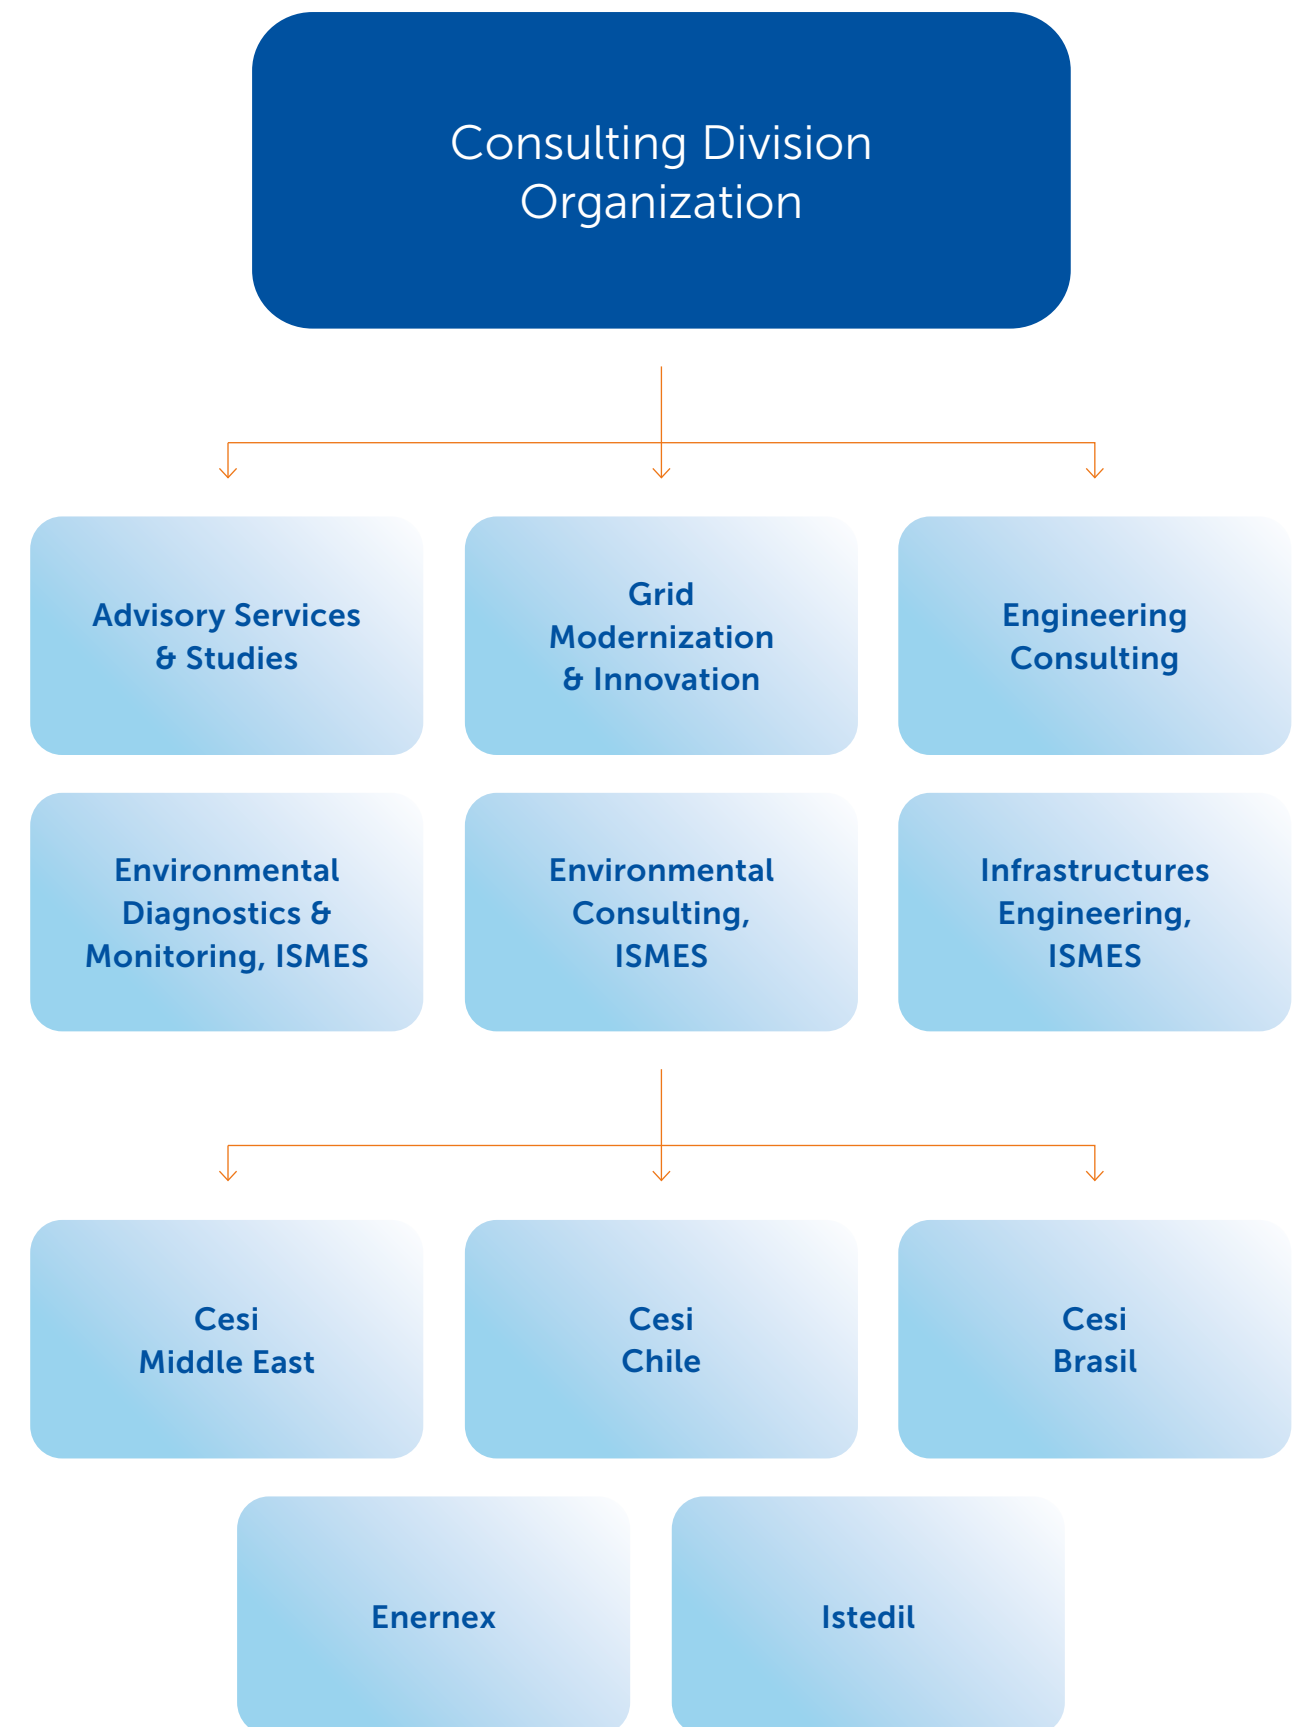 Consulting Division
Organization
Advisory Services
& Studies
Grid
Modernization
& Innovation
Engineering
Consulting
Environmental
Diagnostics &
Monitoring, ISMES
Environmental
Consulting,
ISMES
Infrastructures
Engineering,
ISMES
Cesi
Middle East
Cesi
Chile
Cesi
Brasil
Enernex
Istedil